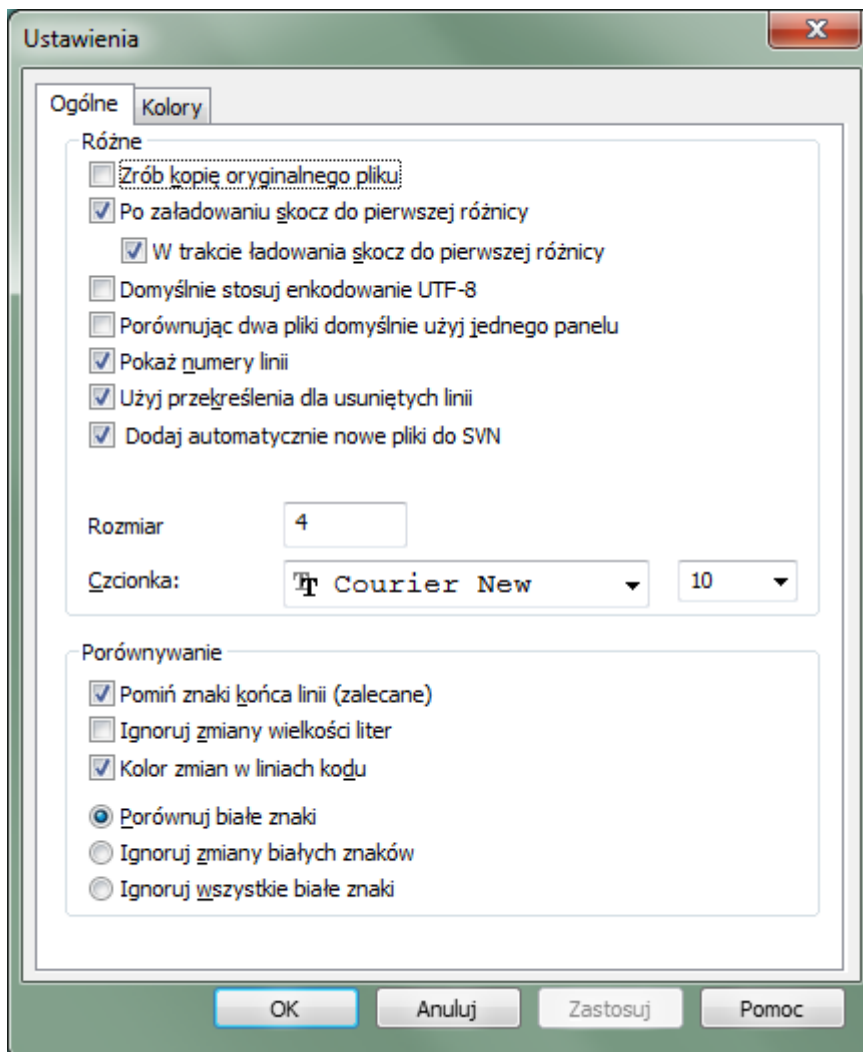 Ustawienia
Ogólne
Kolory
Różne
Zrób kopię oryginalnego pliku
Po załadowaniu skocz do pierwszej różnicy
W trakcie ładowania skocz do pierwszej różnicy
Domyślnie stosuj enkodowanie UTF-8
Porównując dwa pliki domyślnie użyj jednego panelu
Pokaż numery linii
Użyj przekreślenia dla usuniętych linii
Dodaj automatycznie nowe pliki do SVN
Rozmiar 4
Czcionka: Courier New 10
Porównywanie
Pomiń znaki końca linii (zalecane)
Ignoruj zmiany wielkości liter
Kolor zmian w liniach kodu
Porównuj białe znaki
Ignoruj zmiany białych znaków
Ignoruj wszystkie białe znaki
OK Anuluj Zastosuj Pomoc